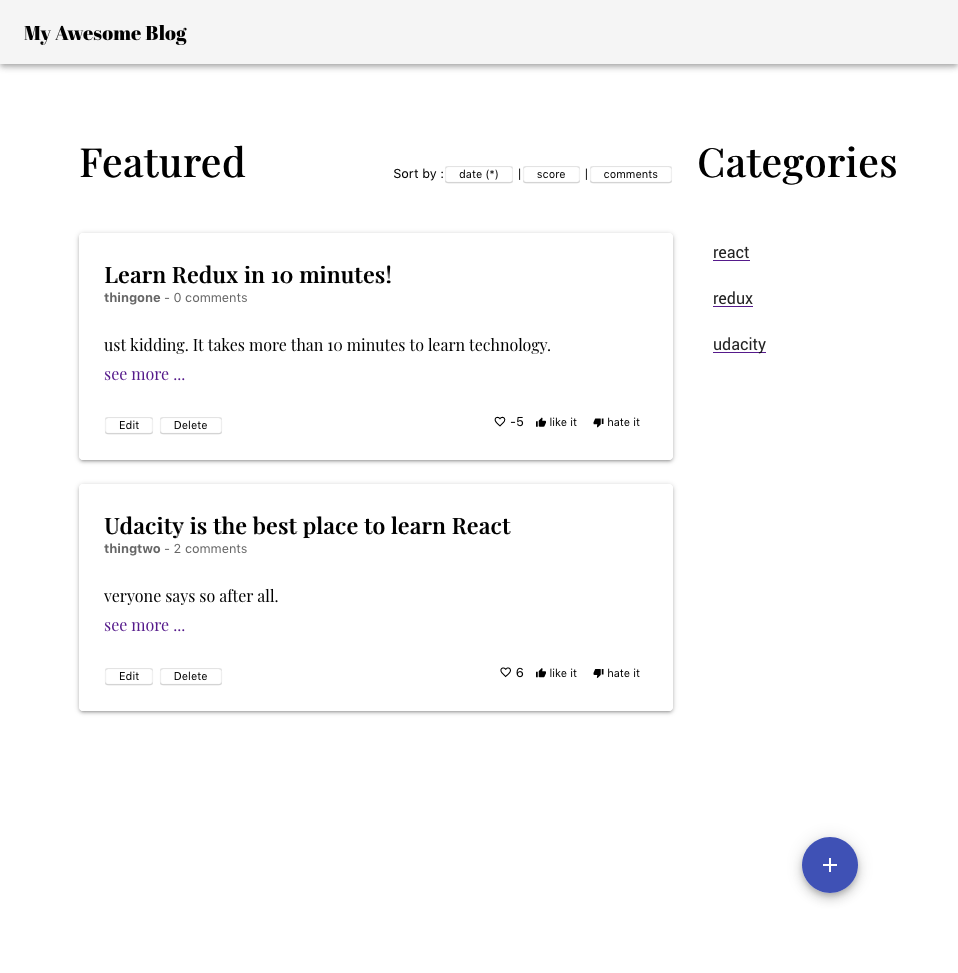 My Awesome Blog
Featured
Sort by : date (*) | score | comments
Categories
Learn Redux in 10 minutes!
thingone - 0 comments
ust kidding. It takes more than 10 minutes to learn technology.
see more ...
Edit Delete -5 like it hate it
Udacity is the best place to learn React
thingtwo - 2 comments
veryone says so after all.
see more ...
Edit Delete 6 like it hate it
react
redux
udacity
+